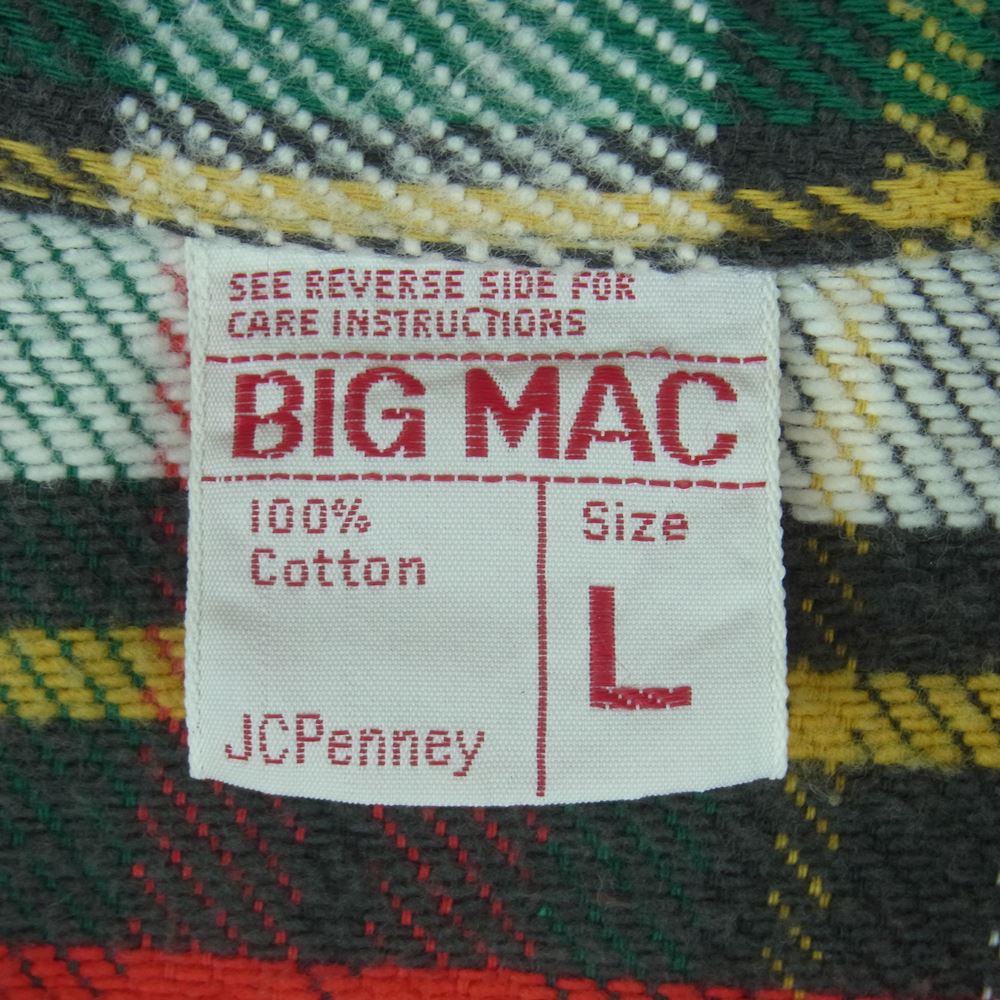 SEE REVERSE SIDE FOR
CARE INSTRUCTIONS
BIG MAC
100%
Cotton
JCPenney
Size
L